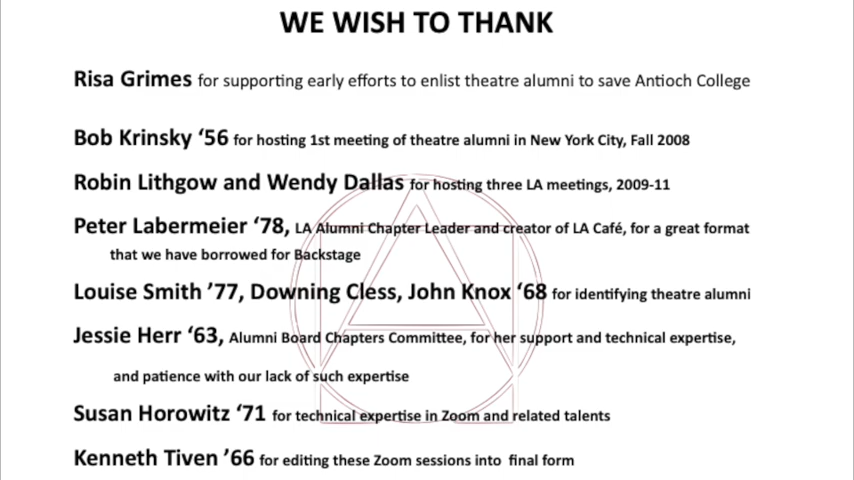 WE WISH TO THANK
Risa Grimes for supporting early efforts to enlist theatre alumni to save Antioch College
Bob Krinsky ‘56 for hosting 1st meeting of theatre alumni in New York City, Fall 2008
Robin Lithgow and Wendy Dallas for hosting three LA meetings, 2009-11
Peter Labermeier ‘78, LA Alumni Chapter Leader and creator of LA Café, for a great format
that we have borrowed for Backstage
Louise Smith ’77, Downing Cless, John Knox ‘68 for identifying theatre alumni
Jessie Herr ‘63, Alumni Board Chapters Committee, for her support and technical expertise,
and patience with our lack of such expertise
Susan Horowitz ‘71 for technical expertise in Zoom and related talents
Kenneth Tiven ’66 for editing these Zoom sessions into final form